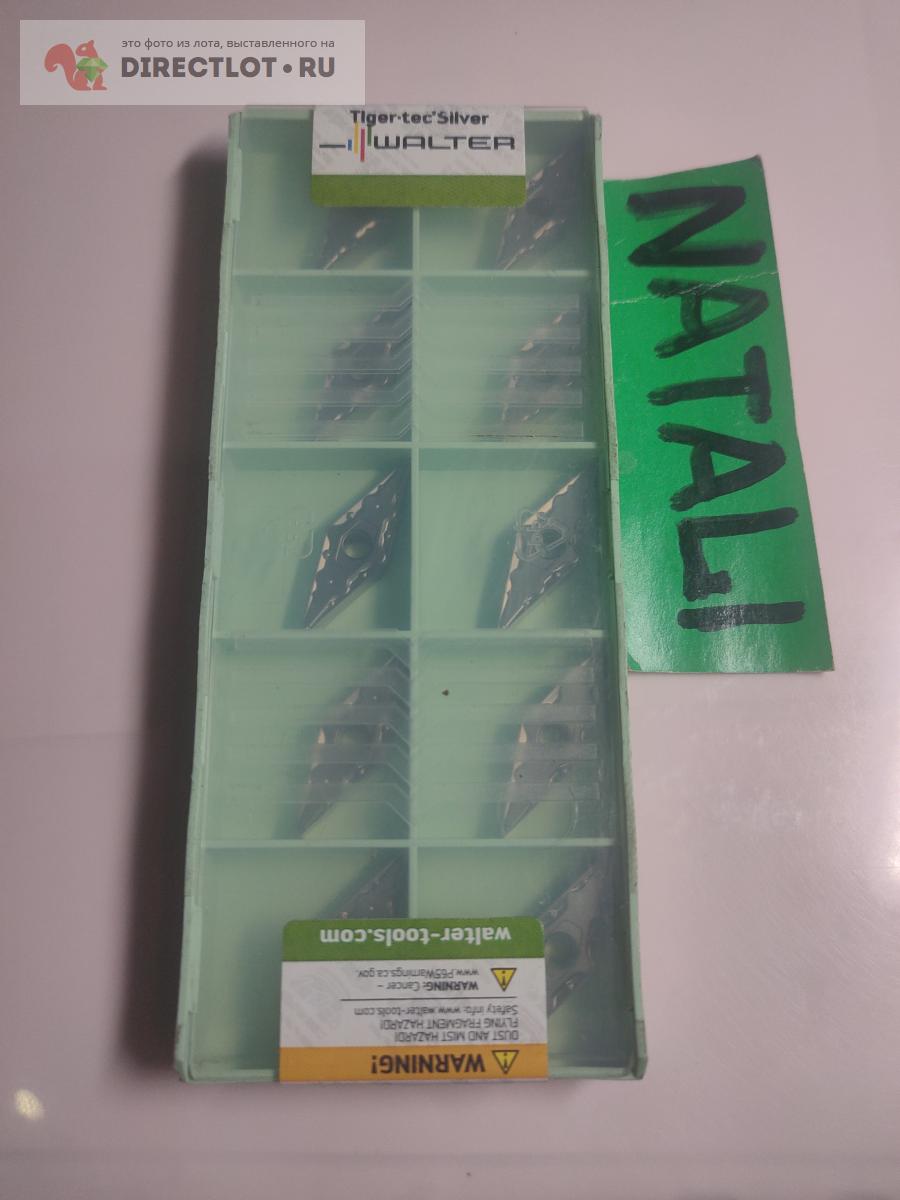 это фото из лота, выставленного на
DIRECTLOT•RU
Tiger·tec®Silver
WALTER
NATALI
walter-tools.com
WARNING: Cancer –
www.P65Warnings.ca.gov.
WARNING!
DUST AND MIST HAZARD!
FLYING FRAGMENT HAZARD!
Safety info: www.walter-tools.com